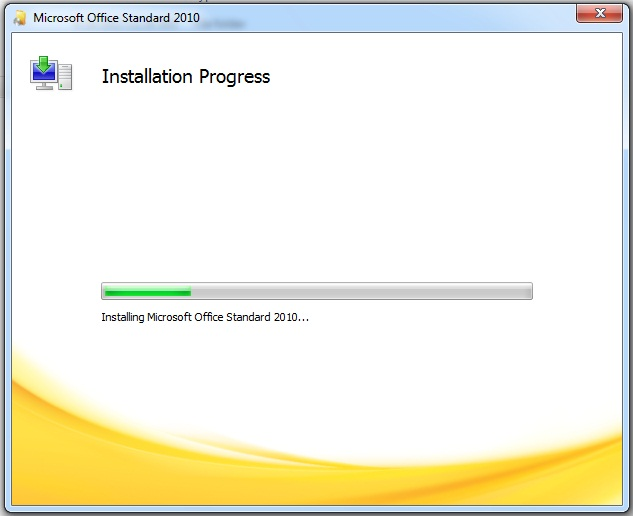 Microsoft Office Standard 2010
Installation Progress
Installing Microsoft Office Standard 2010...